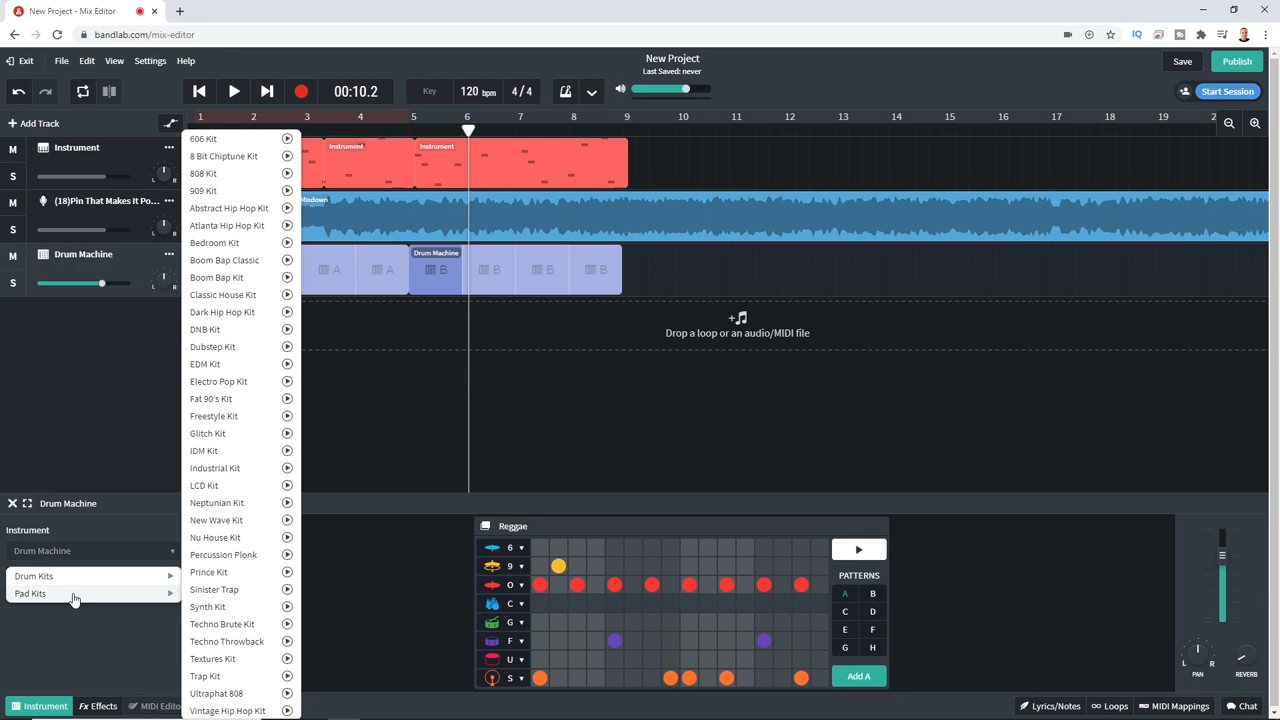 New Project - Mix Editor
bandlab.com/mix-editor
IQ
Exit
File
Edit
View
Settings
Help
New Project
Last Saved: never
Save
Publish
00:10.2
Key
120 bpm
4 / 4
Start Session
+ Add Track
1 2 3 4 5 6 7 8 9 10 11 12 13 14 15 16 17 18 19 2
M
S
Instrument
L R
Instrument
Instrument
M
S
(18)Pin That Makes It Po...
L R
Mixdown
M
S
Drum Machine
L R
A
A
Drum Machine
B
B
B
B
Drop a loop or an audio/MIDI file
606 Kit
8 Bit Chiptune Kit
808 Kit
909 Kit
Abstract Hip Hop Kit
Atlanta Hip Hop Kit
Bedroom Kit
Boom Bap Classic
Boom Bap Kit
Classic House Kit
Dark Hip Hop Kit
DNB Kit
Dubstep Kit
EDM Kit
Electro Pop Kit
Fat 90's Kit
Freestyle Kit
Glitch Kit
IDM Kit
Industrial Kit
LCD Kit
Neptunian Kit
New Wave Kit
Nu House Kit
Percussion Plonk
Prince Kit
Sinister Trap
Synth Kit
Techno Brute Kit
Techno Throwback
Textures Kit
Trap Kit
Ultraphat 808
Vintage Hip Hop Kit
Drum Machine
Instrument
Drum Machine
Drum Kits
Pad Kits
Reggae
6
9
O
C
G
F
U
S
PATTERNS
A B
C D
E F
G H
Add A
L R
PAN
REVERB
Instrument
Fx Effects
MIDI Edito
Lyrics/Notes
Loops
MIDI Mappings
Chat